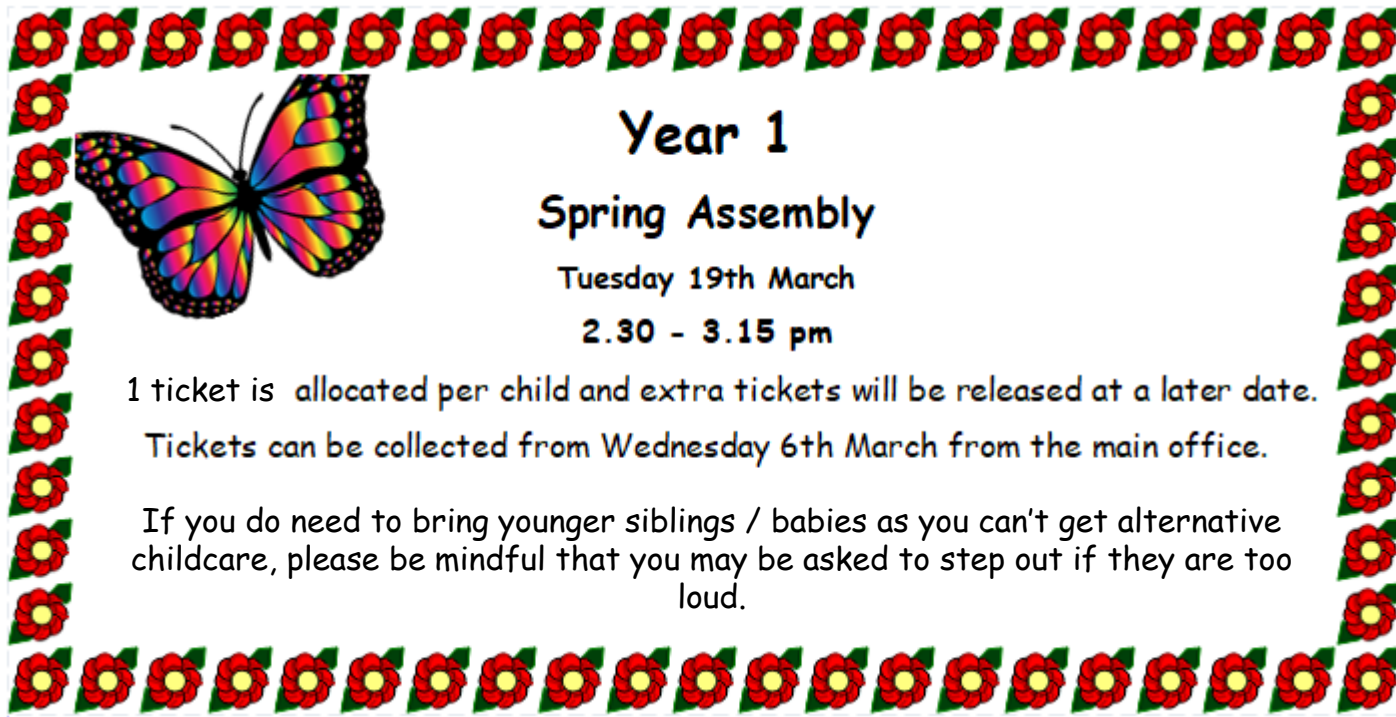 Year 1
Spring Assembly
Tuesday 19th March
2.30 - 3.15 pm
1 ticket is allocated per child and extra tickets will be released at a later date.
Tickets can be collected from Wednesday 6th March from the main office.
If you do need to bring younger siblings / babies as you can't get alternative
childcare, please be mindful that you may be asked to step out if they are too
loud.